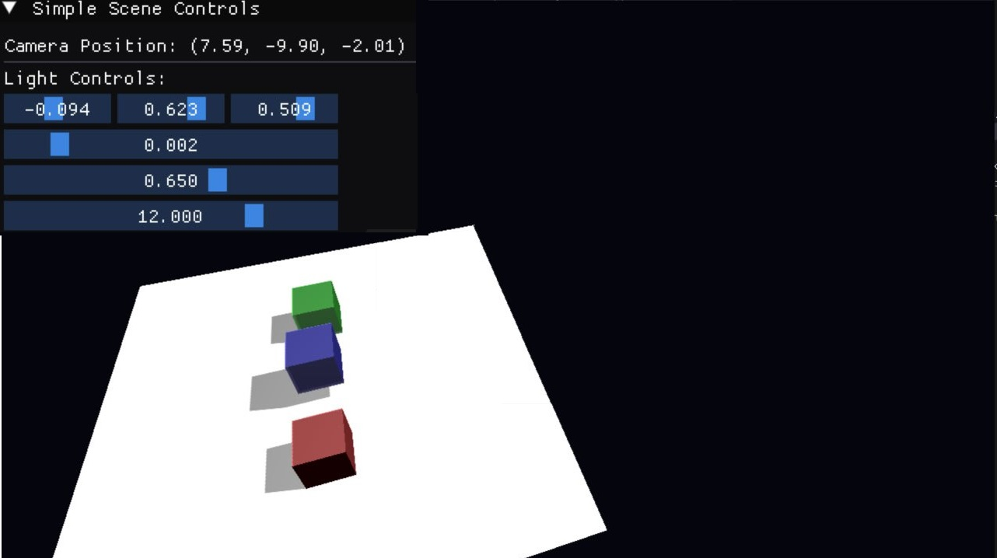 Simple Scene Controls
Camera Position: (7.59, -9.90, -2.01)
Light Controls:
-0.094 0.623 0.509
0.002
0.650
12.000